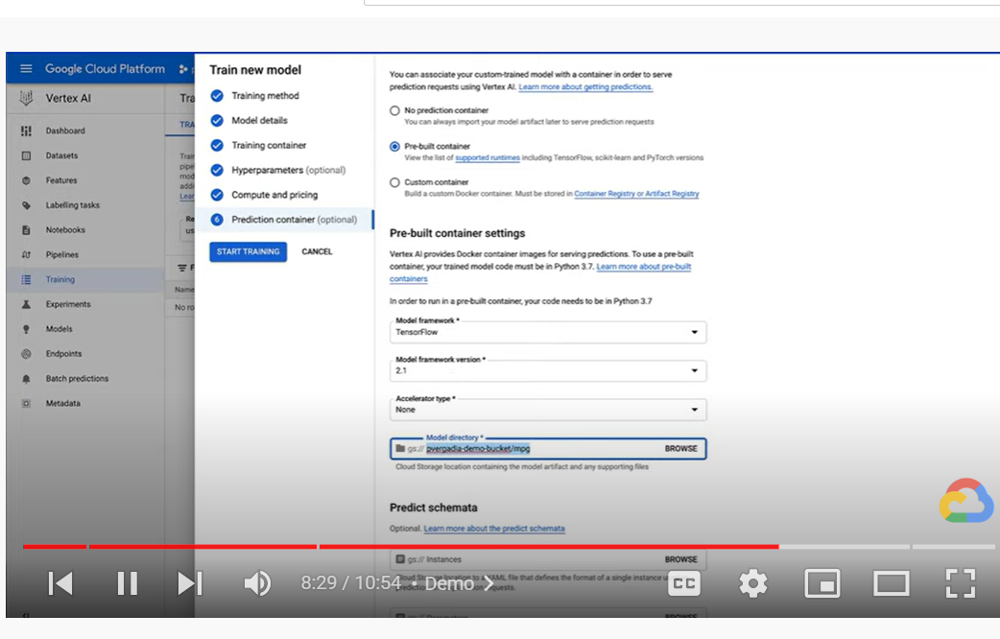 Google Cloud Platform
Vertex AI
Dashboard
Datasets
Features
Labelling tasks
Notebooks
Pipelines
Training
Experiments
Models
Endpoints
Batch predictions
Metadata
Tra
TRA
Train
pipe
mod
addi
Lear
Re
us
F
Name
No ro
Train new model
Training method
Model details
Training container
Hyperparameters (optional)
Compute and pricing
6 Prediction container (optional)
START TRAINING CANCEL
You can associate your custom-trained model with a container in order to serve
prediction requests using Vertex AI. Learn more about getting predictions.
No prediction container
You can always import your model artifact later to serve prediction requests
Pre-built container
View the list of supported runtimes including TensorFlow, scikit-learn and PyTorch versions
Custom container
Build a custom Docker container. Must be stored in Container Registry or Artifact Registry
Pre-built container settings
Vertex AI provides Docker container images for serving predictions. To use a pre-built
container, your trained model code must be in Python 3.7. Learn more about pre-built
containers
In order to run in a pre-built container, your code needs to be in Python 3.7
Model framework *
TensorFlow
Model framework version *
2.1
Accelerator type *
None
Model directory *
gs:// pvergadia-demo-bucket/mpg BROWSE
Cloud Storage location containing the model artifact and any supporting files
Predict schemata
Optional. Learn more about the predict schemata
gs:// Instances BROWSE
Cloud Storage location to a YAML file that defines the format of a single instance
requests.
8:29 / 10:54 • Demo
CC